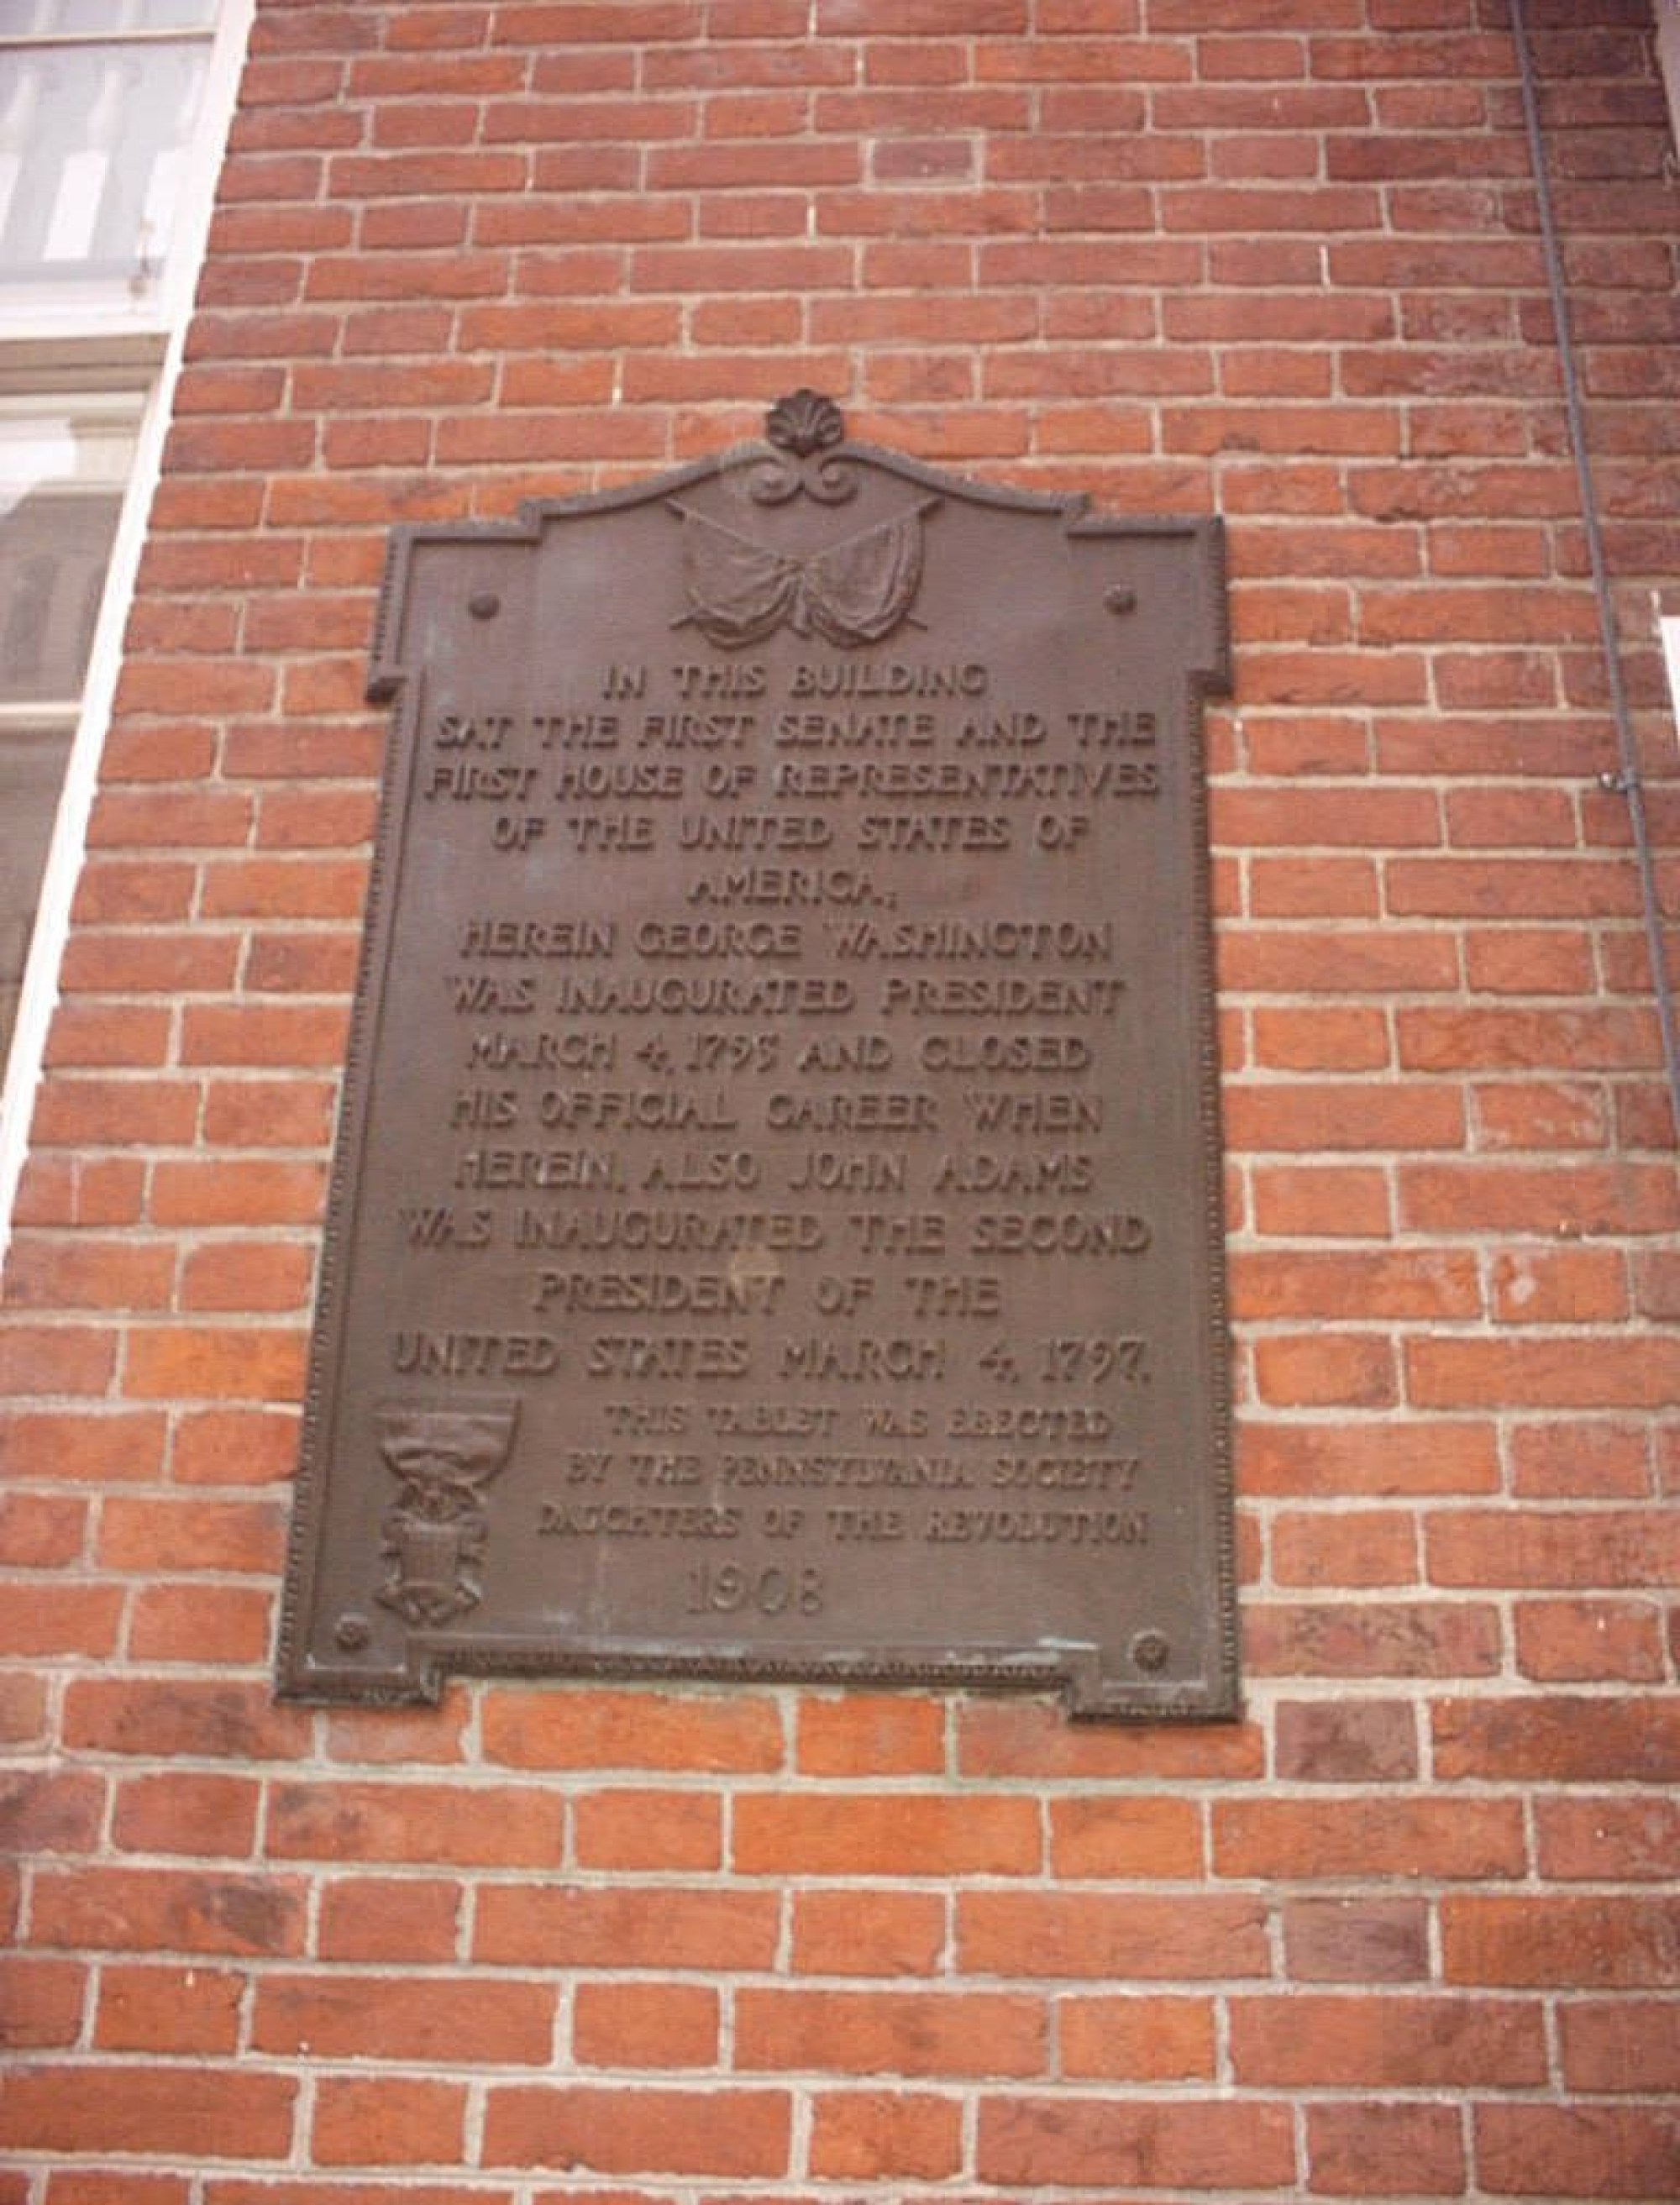 IN THIS BUILDING
SAT THE FIRST SENATE AND THE
FIRST HOUSE OF REPRESENTATIVES
OF THE UNITED STATES OF
AMERICA;
HEREIN GEORGE WASHINGTON
WAS INAUGURATED PRESIDENT
MARCH 4, 1793 AND CLOSED
HIS OFFICIAL CAREER WHEN
HEREIN, ALSO JOHN ADAMS
WAS INAUGURATED THE SECOND
PRESIDENT OF THE
UNITED STATES MARCH 4, 1797.
THIS TABLET WAS ERECTED
BY THE PENNSYLVANIA SOCIETY
DAUGHTERS OF THE REVOLUTION
1908